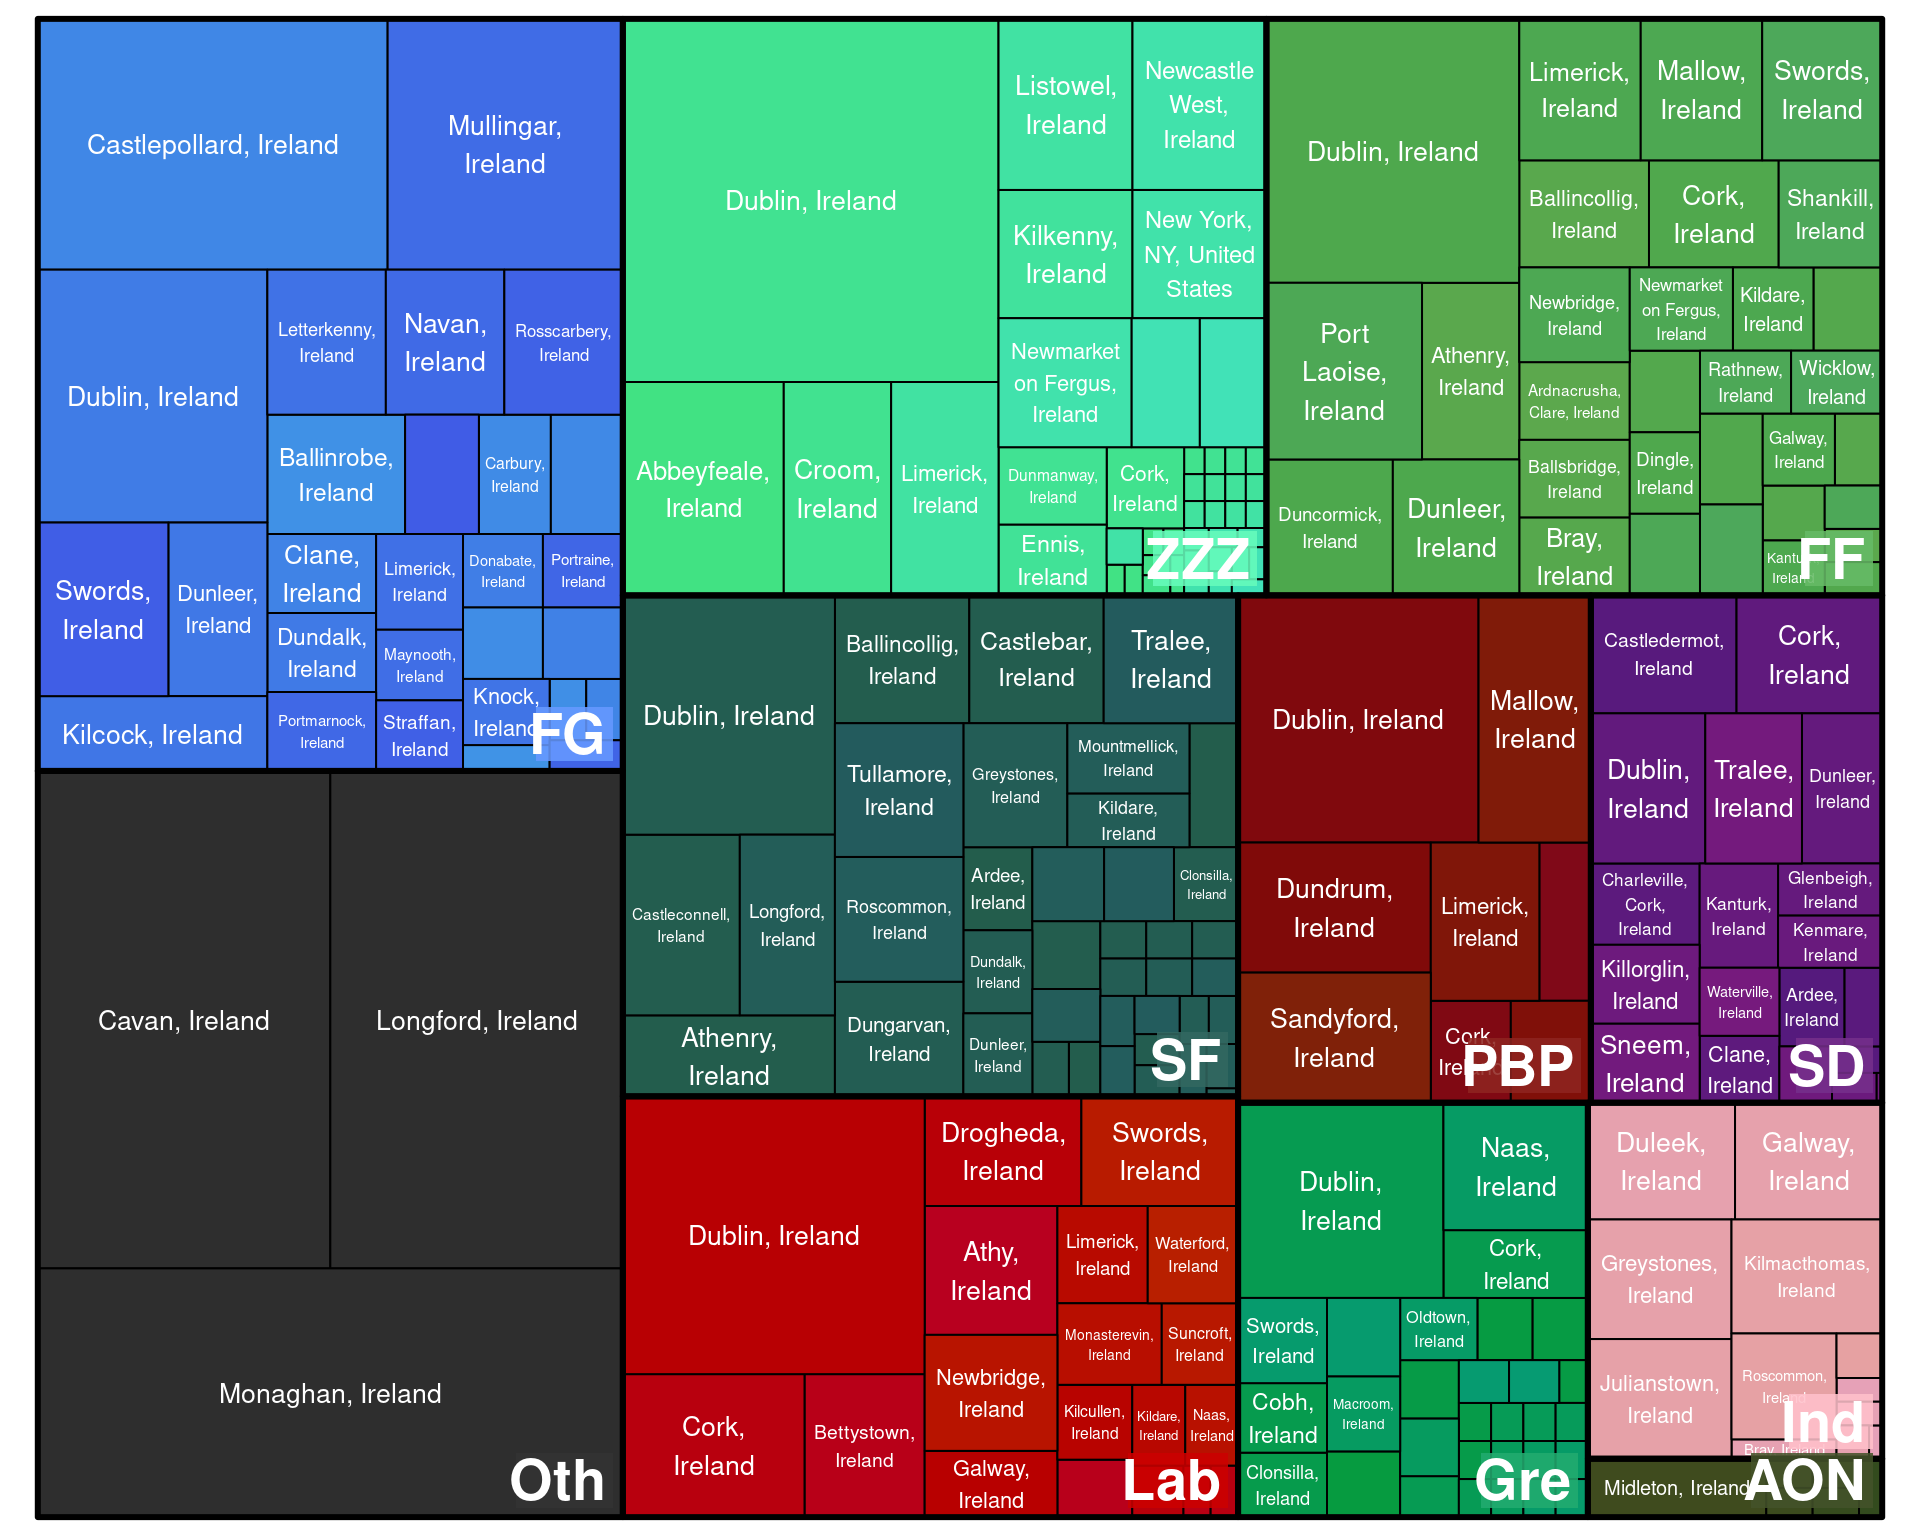 Castlepollard, Ireland
Mullingar,
Ireland
Dublin, Ireland
Letterkenny,
Ireland
Navan,
Ireland
Rosscarbery,
Ireland
Ballinrobe,
Ireland
Carbury,
Ireland
Swords,
Ireland
Dunleer,
Ireland
Clane,
Ireland
Limerick,
Ireland
Donabate,
Ireland
Portraine,
Ireland
Dundalk,
Ireland
Maynooth,
Ireland
Kilcock, Ireland
Portmarnock,
Ireland
Straffan,
Ireland
Knock,
Ireland
FG
Cavan, Ireland
Longford, Ireland
Monaghan, Ireland
Oth
Dublin, Ireland
Listowel,
Ireland
Newcastle
West,
Ireland
Kilkenny,
Ireland
New York,
NY, United
States
Newmarket
on Fergus,
Ireland
Abbeyfeale,
Ireland
Croom,
Ireland
Limerick,
Ireland
Dunmanway,
Ireland
Cork,
Ireland
Ennis,
Ireland
ZZZ
Dublin, Ireland
Limerick,
Ireland
Mallow,
Ireland
Swords,
Ireland
Ballincollig,
Ireland
Cork,
Ireland
Shankill,
Ireland
Port
Laoise,
Ireland
Athenry,
Ireland
Newbridge,
Ireland
Newmarket
on Fergus,
Ireland
Kildare,
Ireland
Ardnacrusha,
Clare, Ireland
Rathnew,
Ireland
Wicklow,
Ireland
Duncormick,
Ireland
Dunleer,
Ireland
Ballsbridge,
Ireland
Dingle,
Ireland
Galway,
Ireland
Bray,
Ireland
FF
Dublin, Ireland
Ballincollig,
Ireland
Castlebar,
Ireland
Tralee,
Ireland
Tullamore,
Ireland
Greystones,
Ireland
Mountmellick,
Ireland
Kildare,
Ireland
Castleconnell,
Ireland
Longford,
Ireland
Roscommon,
Ireland
Ardee,
Ireland
Clonsilla,
Ireland
Dundalk,
Ireland
Athenry,
Ireland
Dungarvan,
Ireland
Dunleer,
Ireland
SF
Dublin, Ireland
Mallow,
Ireland
Dundrum,
Ireland
Limerick,
Ireland
Sandyford,
Ireland
Cork,
Ireland
PBP
Castledermot,
Ireland
Cork,
Ireland
Dublin,
Ireland
Tralee,
Ireland
Dunleer,
Ireland
Charleville,
Cork,
Ireland
Kanturk,
Ireland
Glenbeigh,
Ireland
Kenmare,
Ireland
Killorglin,
Ireland
Waterville,
Ireland
Ardee,
Ireland
Sneem,
Ireland
Clane,
Ireland
SD
Dublin, Ireland
Drogheda,
Ireland
Swords,
Ireland
Athy,
Ireland
Limerick,
Ireland
Waterford,
Ireland
Monasterevin,
Ireland
Suncroft,
Ireland
Newbridge,
Ireland
Cork,
Ireland
Bettystown,
Ireland
Kilcullen,
Ireland
Kildare,
Ireland
Naas,
Ireland
Galway,
Ireland
Lab
Dublin,
Ireland
Naas,
Ireland
Cork,
Ireland
Swords,
Ireland
Oldtown,
Ireland
Cobh,
Ireland
Macroom,
Ireland
Clonsilla,
Ireland
Gre
Duleek,
Ireland
Galway,
Ireland
Greystones,
Ireland
Kilmacthomas,
Ireland
Julianstown,
Ireland
Roscommon,
Ireland
Bray, Ireland
Ind
Midleton, Ireland
AON